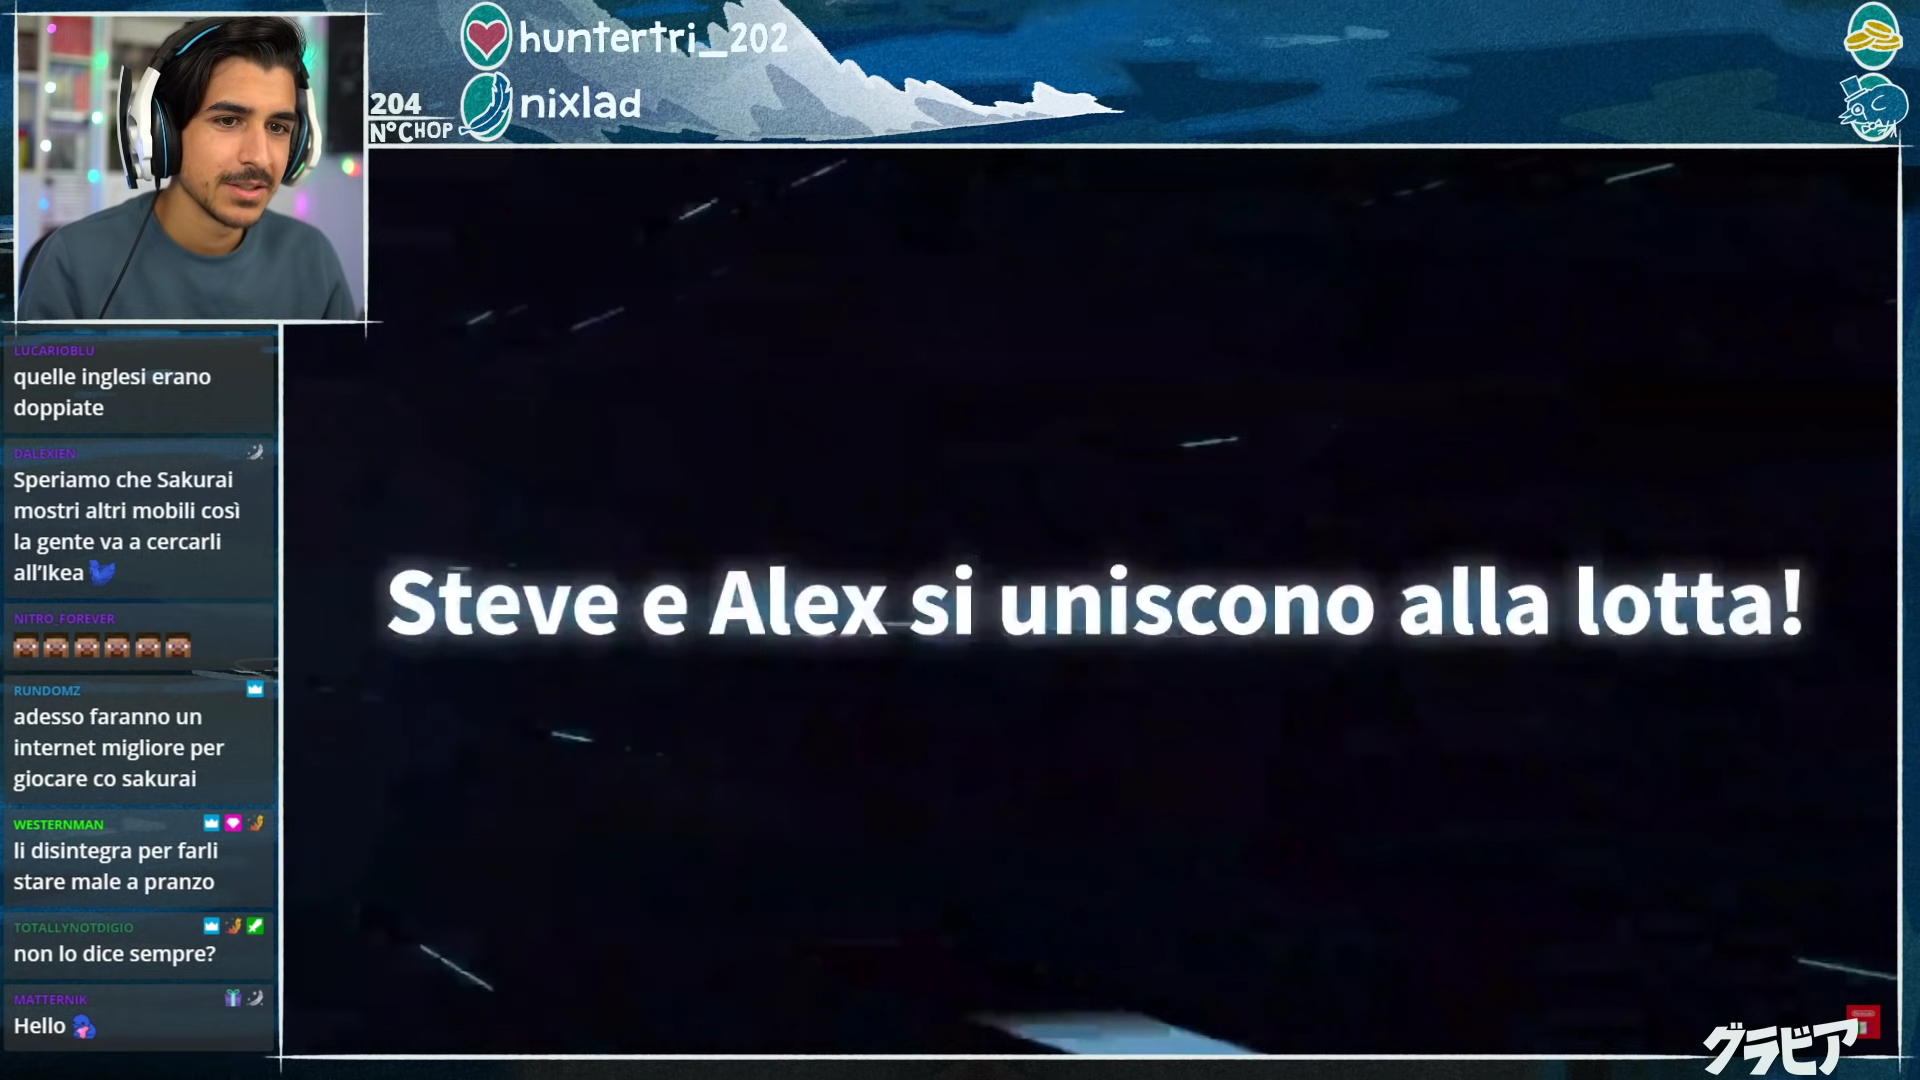 huntertri_202
204
N°CHOP
nixlad
LUCARIOBLU
quelle inglesi erano
doppiate
DALEXIEN
Speriamo che Sakurai
mostri altri mobili così
la gente va a cercarli
all'Ikea
NITRO_FOREVER
RUNDOMZ
adesso faranno un
internet migliore per
giocare co sakurai
WESTERNMAN
li disintegra per farli
stare male a pranzo
TOTALLYNOTDIGIO
non lo dice sempre?
MATTERNIK
Hello
Steve e Alex si uniscono alla lotta!
グラビア